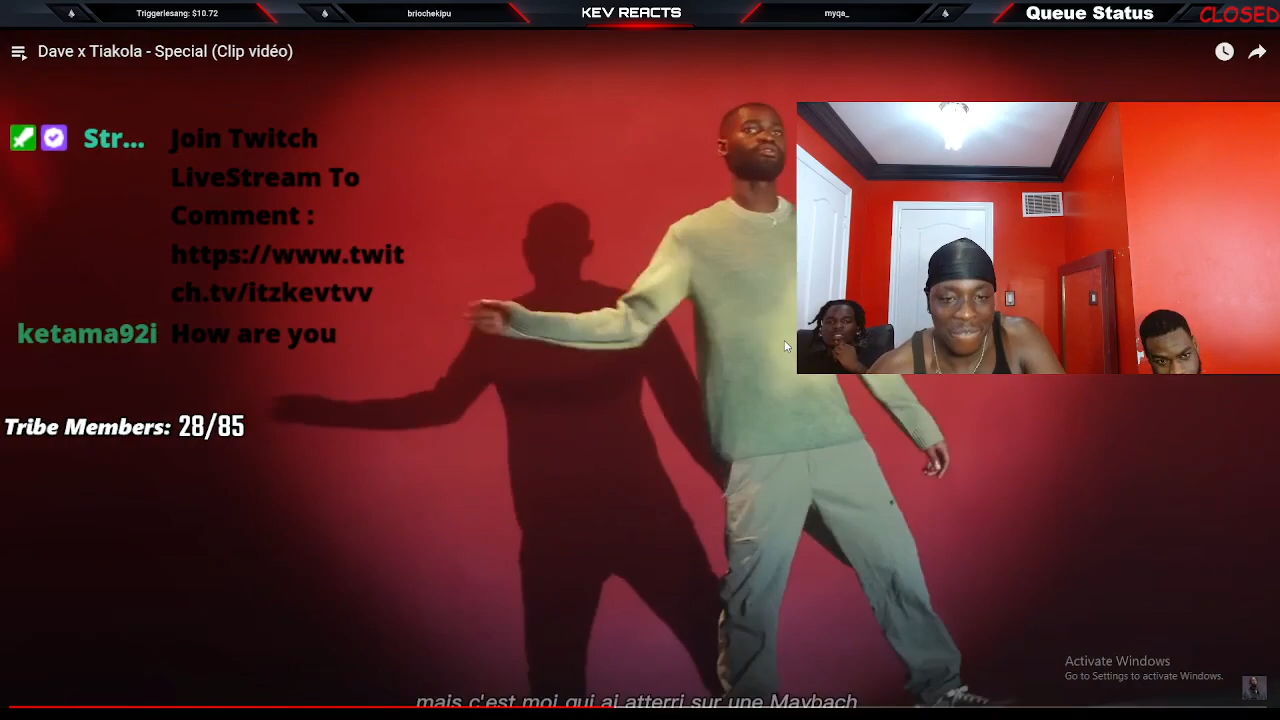 Triggerlesang: $10.72
briochekipu
KEV REACTS
myqa_
Queue Status
CLOSED
Dave x Tiakola - Special (Clip vidéo)
Str... Join Twitch
LiveStream To
Comment :
https://www.twit
ch.tv/itzkevtvv
ketama92i How are you
Tribe Members: 28/85
Activate Windows
Go to Settings to activate Windows.
mais c'est moi qui ai atterri sur une Maybach